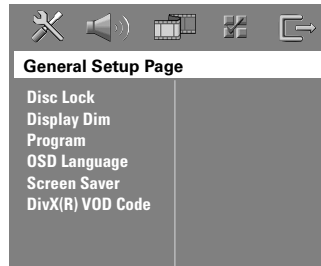 General Setup Page
Disc Lock
Display Dim
Program
OSD Language
Screen Saver
DivX(R) VOD Code